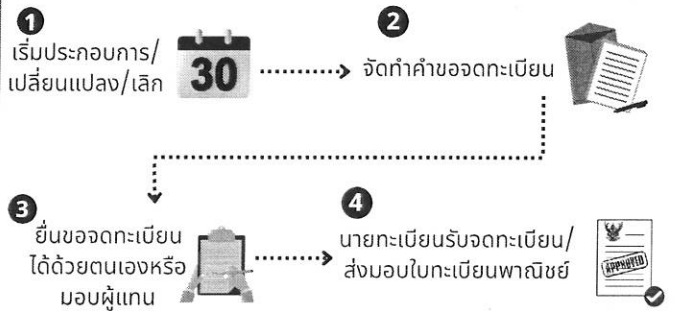 1
เริ่มประกอบการ/
เปลี่ยนแปลง/เลิก
30
2
จัดทำคำขอจดทะเบียน
3
ยื่นขอจดทะเบียน
ได้ด้วยตนเองหรือ
มอบผู้แทน
4
นายทะเบียนรับจดทะเบียน/
ส่งมอบใบทะเบียนพาณิชย์
APPROVED